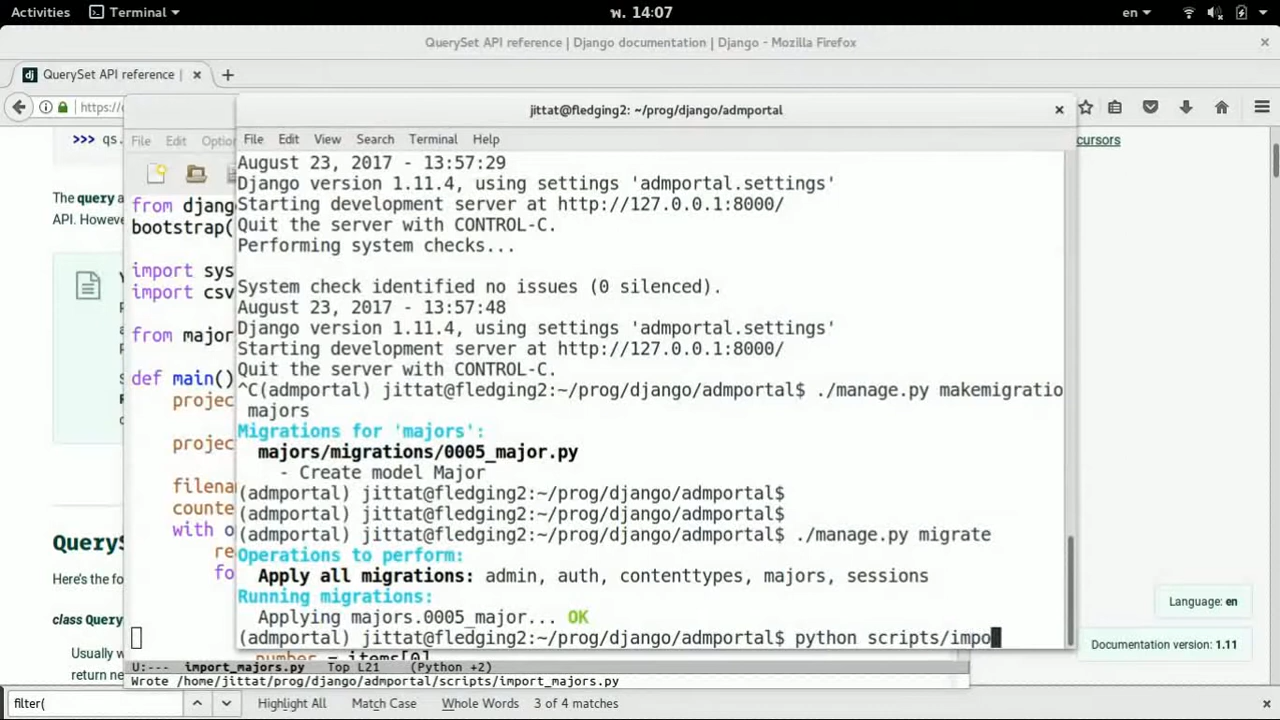 Activities Terminal พ. 14:07 en
QuerySet API reference | Django documentation | Django - Mozilla Firefox
dj QuerySet API reference |
https://
jittat@fledging2: ~/prog/django/admportal
>>> qs.
File Edit
File Edit View Search Terminal Help
cursors
August 23, 2017 - 13:57:29
Django version 1.11.4, using settings 'admportal.settings'
Starting development server at http://127.0.0.1:8000/
Quit the server with CONTROL-C.
Performing system checks...
System check identified no issues (0 silenced).
August 23, 2017 - 13:57:48
Django version 1.11.4, using settings 'admportal.settings'
Starting development server at http://127.0.0.1:8000/
Quit the server with CONTROL-C.
^C(admportal) jittat@fledging2:~/prog/django/admportal$ ./manage.py makemigratio
majors
Migrations for 'majors':
majors/migrations/0005_major.py
- Create model Major
(admportal) jittat@fledging2:~/prog/django/admportal$
(admportal) jittat@fledging2:~/prog/django/admportal$
(admportal) jittat@fledging2:~/prog/django/admportal$ ./manage.py migrate
Operations to perform:
Apply all migrations: admin, auth, contenttypes, majors, sessions
Running migrations:
Applying majors.0005_major... OK
(admportal) jittat@fledging2:~/prog/django/admportal$ python scripts/impo
The query
API. Howeve
from djang
bootstrap(
import sys
import csv
from major
def main()
projec
projec
filena
counte
with o
re
fo
number = items[0]
QueryS
Here's the fo
class Query
Usually w
return ne
Language: en
Documentation version: 1.11
U:--- import_majors.py Top L21 (Python +2)
Wrote /home/jittat/prog/django/admportal/scripts/import_majors.py
filter( Highlight All Match Case Whole Words 3 of 4 matches